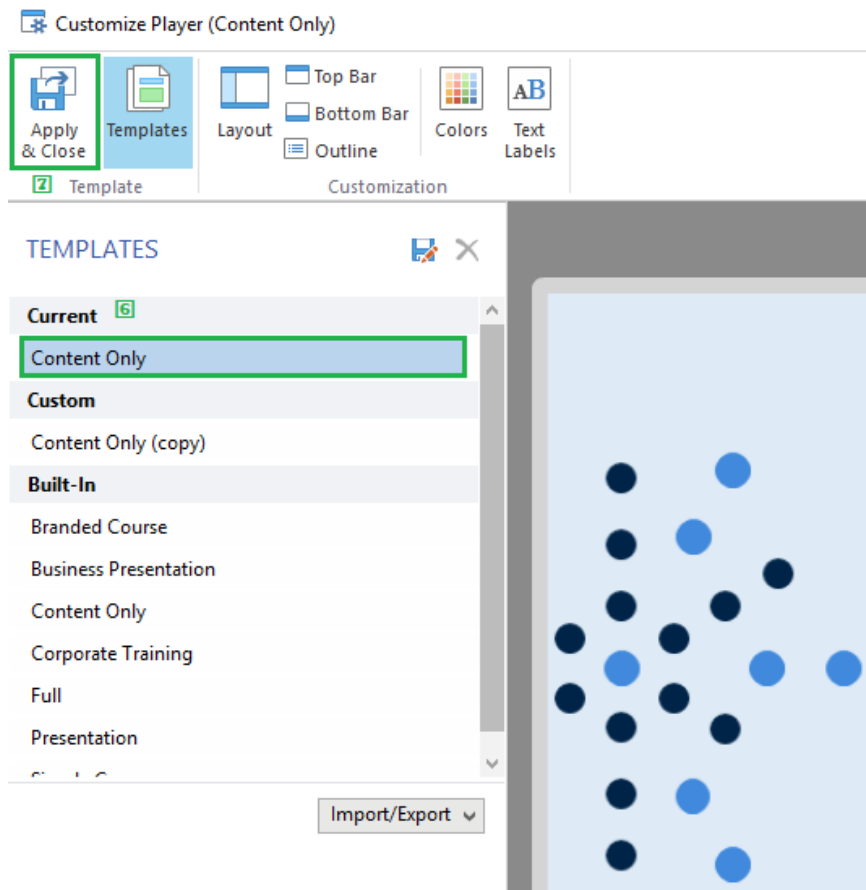 Customize Player (Content Only)
Apply & Close
Templates
Layout
Top Bar
Bottom Bar
Outline
Colors
Text Labels
AB
7
Template
Customization
TEMPLATES
Current
6
Content Only
Custom
Content Only (copy)
Built-In
Branded Course
Business Presentation
Content Only
Corporate Training
Full
Presentation
Import/Export